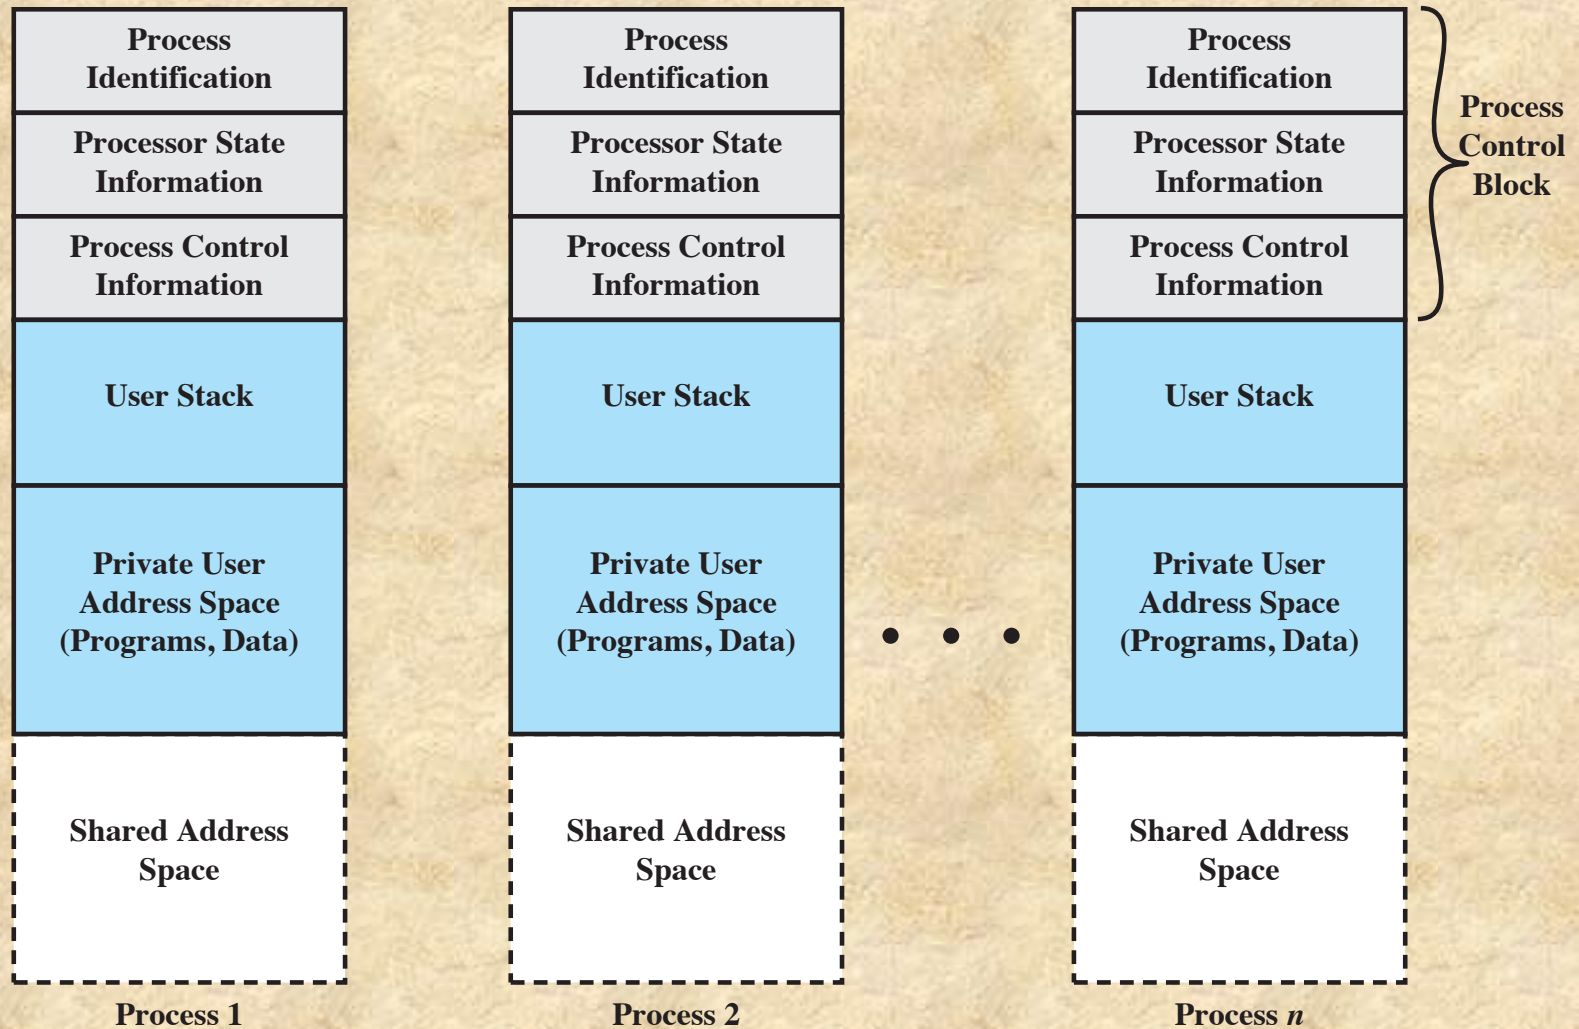 Process
Identification
Processor State
Information
Process Control
Information
User Stack
Private User
Address Space
(Programs, Data)
Shared Address
Space
Process 1
Process
Identification
Processor State
Information
Process Control
Information
User Stack
Private User
Address Space
(Programs, Data)
Shared Address
Space
Process 2
• • •
Process
Identification
Processor State
Information
Process Control
Information
User Stack
Private User
Address Space
(Programs, Data)
Shared Address
Space
Process n
Process
Control
Block